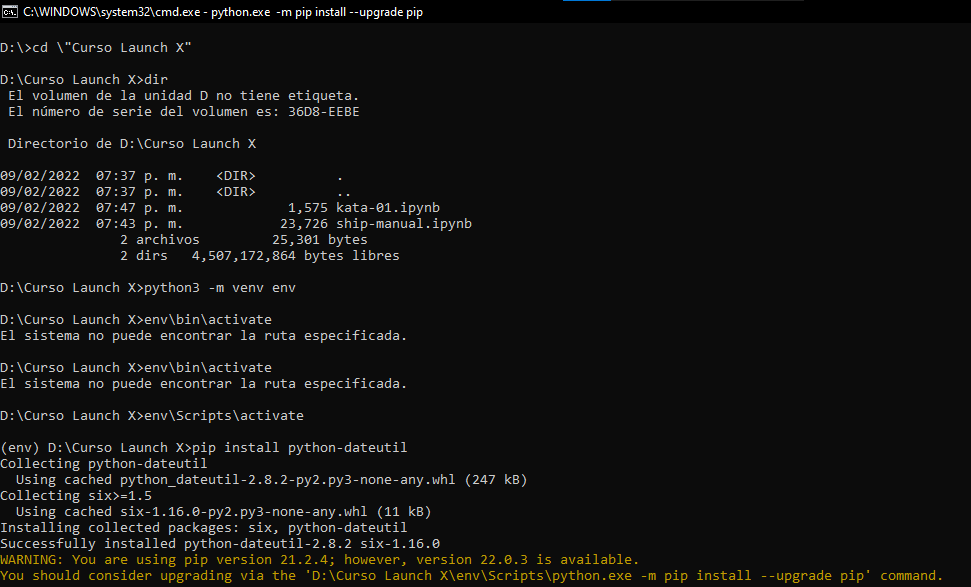 C:\WINDOWS\system32\cmd.exe - python.exe -m pip install --upgrade pip
D:\>cd \"Curso Launch X"
D:\Curso Launch X>dir
 El volumen de la unidad D no tiene etiqueta.
 El número de serie del volumen es: 36D8-EEBE
 Directorio de D:\Curso Launch X
09/02/2022  07:37 p. m.    <DIR>          .
09/02/2022  07:37 p. m.    <DIR>          ..
09/02/2022  07:47 p. m.             1,575 kata-01.ipynb
09/02/2022  07:43 p. m.            23,726 ship-manual.ipynb
               2 archivos         25,301 bytes
               2 dirs   4,507,172,864 bytes libres
D:\Curso Launch X>python3 -m venv env
D:\Curso Launch X>env\bin\activate
El sistema no puede encontrar la ruta especificada.
D:\Curso Launch X>env\bin\activate
El sistema no puede encontrar la ruta especificada.
D:\Curso Launch X>env\Scripts\activate
(env) D:\Curso Launch X>pip install python-dateutil
Collecting python-dateutil
  Using cached python_dateutil-2.8.2-py2.py3-none-any.whl (247 kB)
Collecting six>=1.5
  Using cached six-1.16.0-py2.py3-none-any.whl (11 kB)
Installing collected packages: six, python-dateutil
Successfully installed python-dateutil-2.8.2 six-1.16.0
WARNING: You are using pip version 21.2.4; however, version 22.0.3 is available.
You should consider upgrading via the 'D:\Curso Launch X\env\Scripts\python.exe -m pip install --upgrade pip' command.